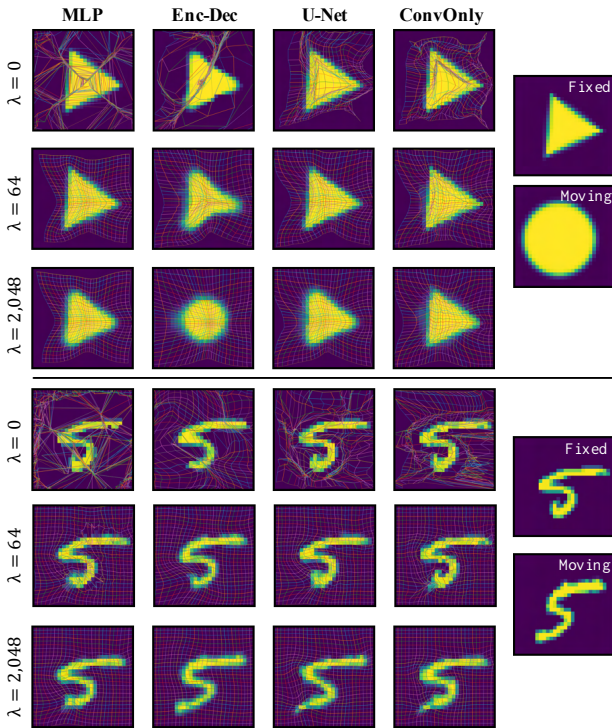 MLP Enc-Dec U-Net ConvOnly
λ = 0
Fixed
λ = 64
Moving
λ = 2,048
λ = 0
Fixed
λ = 64
Moving
λ = 2,048